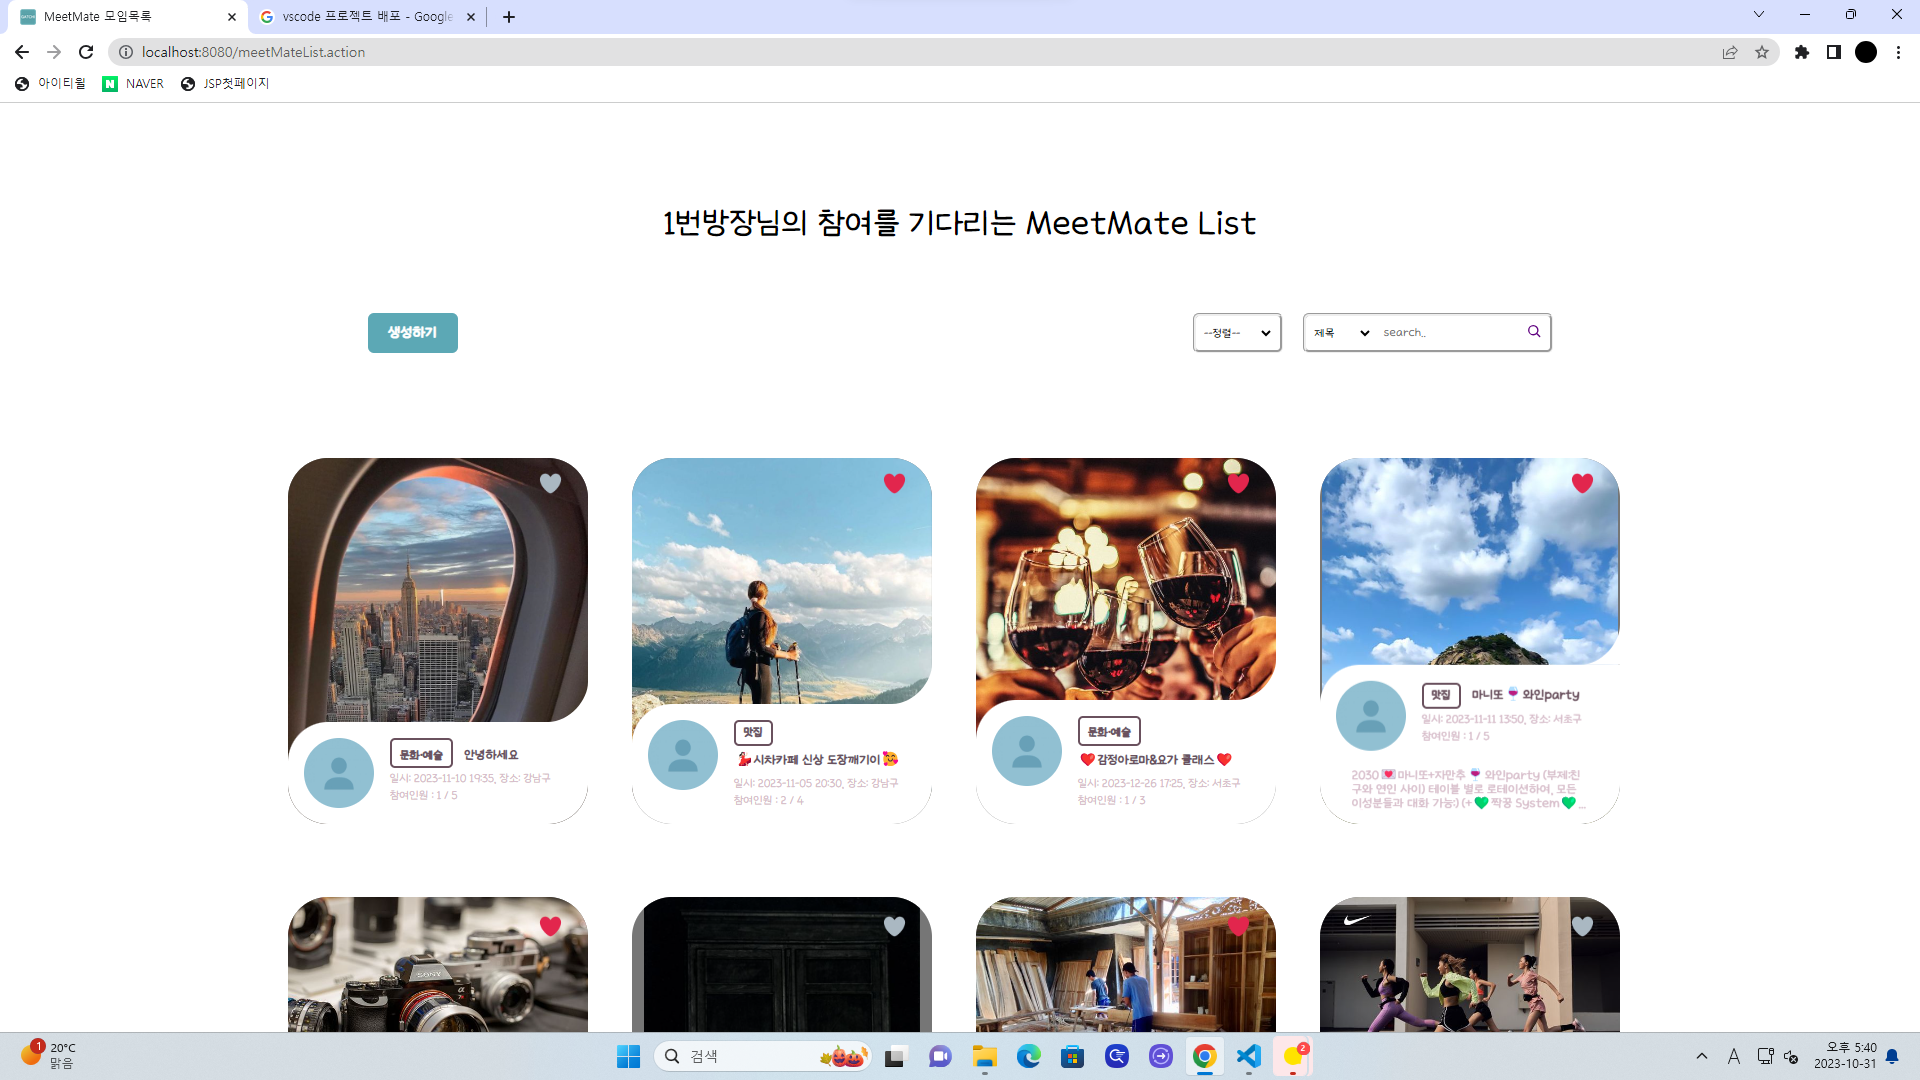 MeetMate 모임목록
vscode 프로젝트 배포 - Google
localhost:8080/meetMateList.action
아이티윌
NAVER
JSP첫페이지
1번방장님의 참여를 기다리는 MeetMate List
생성하기
--정렬--
제목
search..
문화·예술 안녕하세요
일시: 2023-11-10 19:35, 장소: 강남구
참여인원 : 1 / 5
맛집
💃시차카페 신상 도장깨기이 🥰
일시: 2023-11-05 20:30, 장소: 강남구
참여인원 : 2 / 4
문화·예술
❤️감정아로마&요가 클래스❤️
일시: 2023-12-26 17:25, 장소: 서초구
참여인원 : 1 / 3
맛집 마니또🍷와인party
일시: 2023-11-11 13:50, 장소: 서초구
참여인원 : 1 / 5
2030💌마니또+자만추🍷와인party (부제:친
구와 연인 사이) 테이블 별로 로테이션하여, 모든
이성분들과 대화 가능:) (+💚짝꿍 System💚...
SONY
1
20°C
맑음
검색
2
A
오후 5:40
2023-10-31